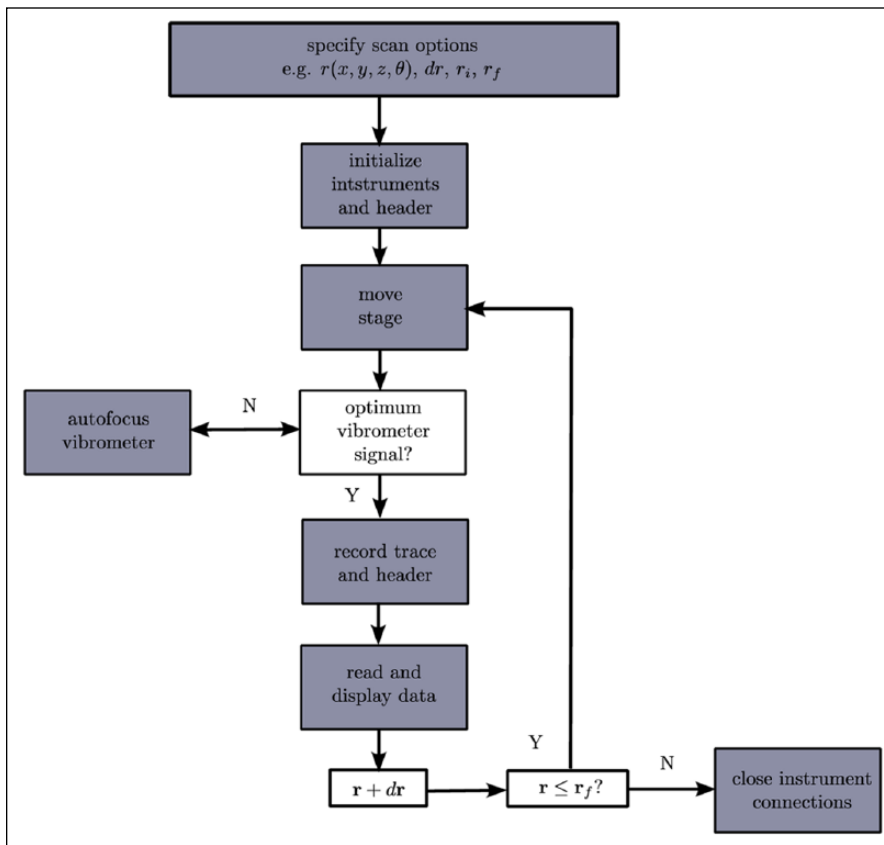 specify scan options
e.g. r(x, y, z, θ), dr, r_i, r_f
initialize
intstruments
and header
move
stage
N
autofocus
vibrometer
optimum
vibrometer
signal?
Y
record trace
and header
read and
display data
r + dr
Y
r ≤ r_f?
N
close instrument
connections